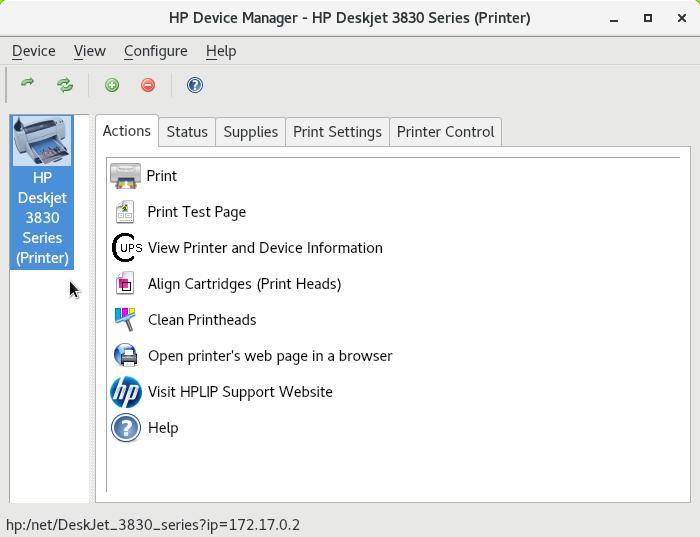 HP Device Manager - HP Deskjet 3830 Series (Printer)
Device View Configure Help
Actions Status Supplies Print Settings Printer Control
HP
Deskjet
3830
Series
(Printer)
Print
Print Test Page
CUPS View Printer and Device Information
Align Cartridges (Print Heads)
Clean Printheads
Open printer's web page in a browser
hp Visit HPLIP Support Website
? Help
hp:/net/DeskJet_3830_series?ip=172.17.0.2